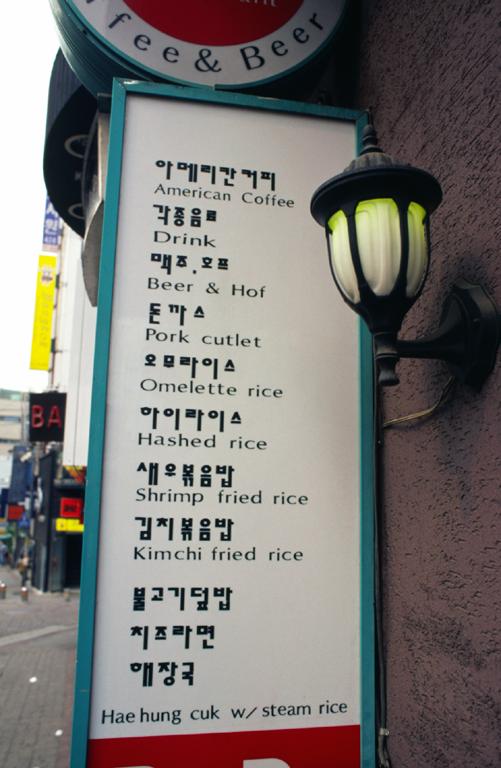 ffee & Beer
아메리칸커피
American Coffee
각종음료
Drink
맥주.호프
Beer & Hof
돈까스
Pork cutlet
오무라이스
Omelette rice
하이라이스
Hashed rice
새우볶음밥
Shrimp fried rice
김치볶음밥
Kimchi fried rice
불고기덮밥
치즈라면
해장국
Hae hung cuk w/ steam rice
BA